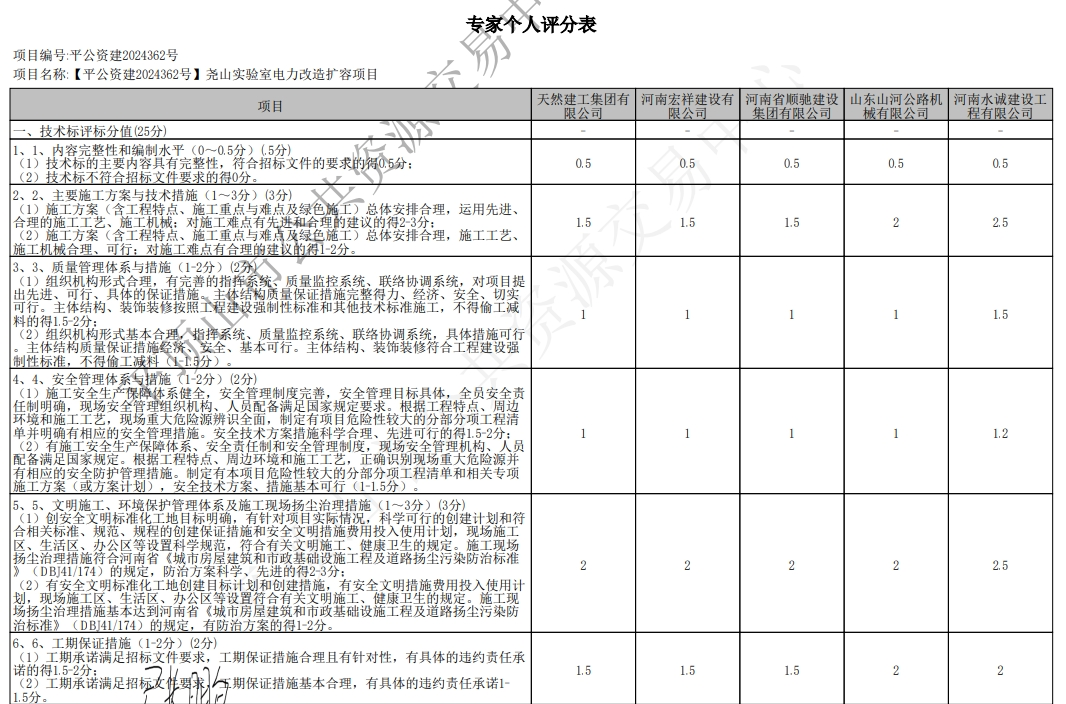 专家个人评分表
项目编号:平公资建2024362号
项目名称:【平公资建2024362号】尧山实验室电力改造扩容项目
项目 天然建工集团有限公司 河南宏祥建设有限公司 河南省顺驰建设集团有限公司 山东山河公路机械有限公司 河南水诚建设工程有限公司
一、技术标评标分值(25分) - - - - -
1、1、内容完整性和编制水平（0～0.5分）(.5分)
（1）技术标的主要内容具有完整性，符合招标文件的要求的得0.5分；
（2）技术标不符合招标文件要求的得0分。
0.5 0.5 0.5 0.5 0.5
2、2、主要施工方案与技术措施（1～3分）(3分)
（1）施工方案（含工程特点、施工重点与难点及绿色施工）总体安排合理，运用先进、
合理的施工工艺、施工机械；对施工难点有先进和合理的建议的得2-3分；
（2）施工方案（含工程特点、施工重点与难点及绿色施工）总体安排合理，施工工艺、
施工机械合理、可行；对施工难点有合理的建议的得1-2分。
1.5 1.5 1.5 2 2.5
3、3、质量管理体系与措施（1-2分）(2分)
（1）组织机构形式合理，有完善的指挥系统、质量监控系统、联络协调系统，对项目提
出先进、可行、具体的保证措施。主体结构质量保证措施完整得力、经济、安全、切实
可行。主体结构、装饰装修按照工程建设强制性标准和其他技术标准施工，不得偷工减
料的得1.5-2分；
（2）组织机构形式基本合理，指挥系统、质量监控系统、联络协调系统，具体措施可行
。主体结构质量保证措施经济、安全、基本可行。主体结构、装饰装修符合工程建设强
制性标准，不得偷工减料（1-1.5分）。
1 1 1 1 1.5
4、4、安全管理体系与措施（1-2分）(2分)
（1）施工安全生产保障体系健全，安全管理制度完善，安全管理目标具体，全员安全责
任制明确，现场安全管理组织机构、人员配备满足国家规定要求。根据工程特点、周边
环境和施工工艺，现场重大危险源辨识全面，制定有项目危险性较大的分部分项工程清
单并明确有相应的安全管理措施。安全技术方案措施科学合理、先进可行的得1.5-2分；
（2）有施工安全生产保障体系、安全责任制和安全管理制度，现场安全管理机构、人员
配备满足国家规定。根据工程特点、周边环境和施工工艺，正确识别现场重大危险源并
有相应的安全防护管理措施。制定有本项目危险性较大的分部分项工程清单和相关专项
施工方案（或方案计划），安全技术方案、措施基本可行（1-1.5分）。
1 1 1 1 1.2
5、5、文明施工、环境保护管理体系及施工现场扬尘治理措施（1～3分）(3分)
（1）创安全文明标准化工地目标明确，有针对项目实际情况，科学可行的创建计划和符
合相关标准、规范、规程的创建保证措施和安全文明措施费用投入使用计划，现场施工
区、生活区、办公区等设置科学规范，符合有关文明施工、健康卫生的规定。施工现场
扬尘治理措施符合河南省《城市房屋建筑和市政基础设施工程及道路扬尘污染防治标准
》（DBJ41/174）的规定，防治方案科学、先进的得2-3分；
（2）有安全文明标准化工地创建目标计划和创建措施，有安全文明措施费用投入使用计
划，现场施工区、生活区、办公区等设置符合有关文明施工、健康卫生的规定。施工现
场扬尘治理措施基本达到河南省《城市房屋建筑和市政基础设施工程及道路扬尘污染防
治标准》（DBJ41/174）的规定，有防治方案的得1-2分。
2 2 2 2 2.5
6、6、工期保证措施（1-2分）(2分)
（1）工期承诺满足招标文件要求，工期保证措施合理且有针对性，有具体的违约责任承
诺的得1.5-2分；
（2）工期承诺满足招标文件要求，工期保证措施基本合理，有具体的违约责任承诺1-
1.5分。
1.5 1.5 1.5 2 2
平顶山市公共资源交易中
共资源交易中心